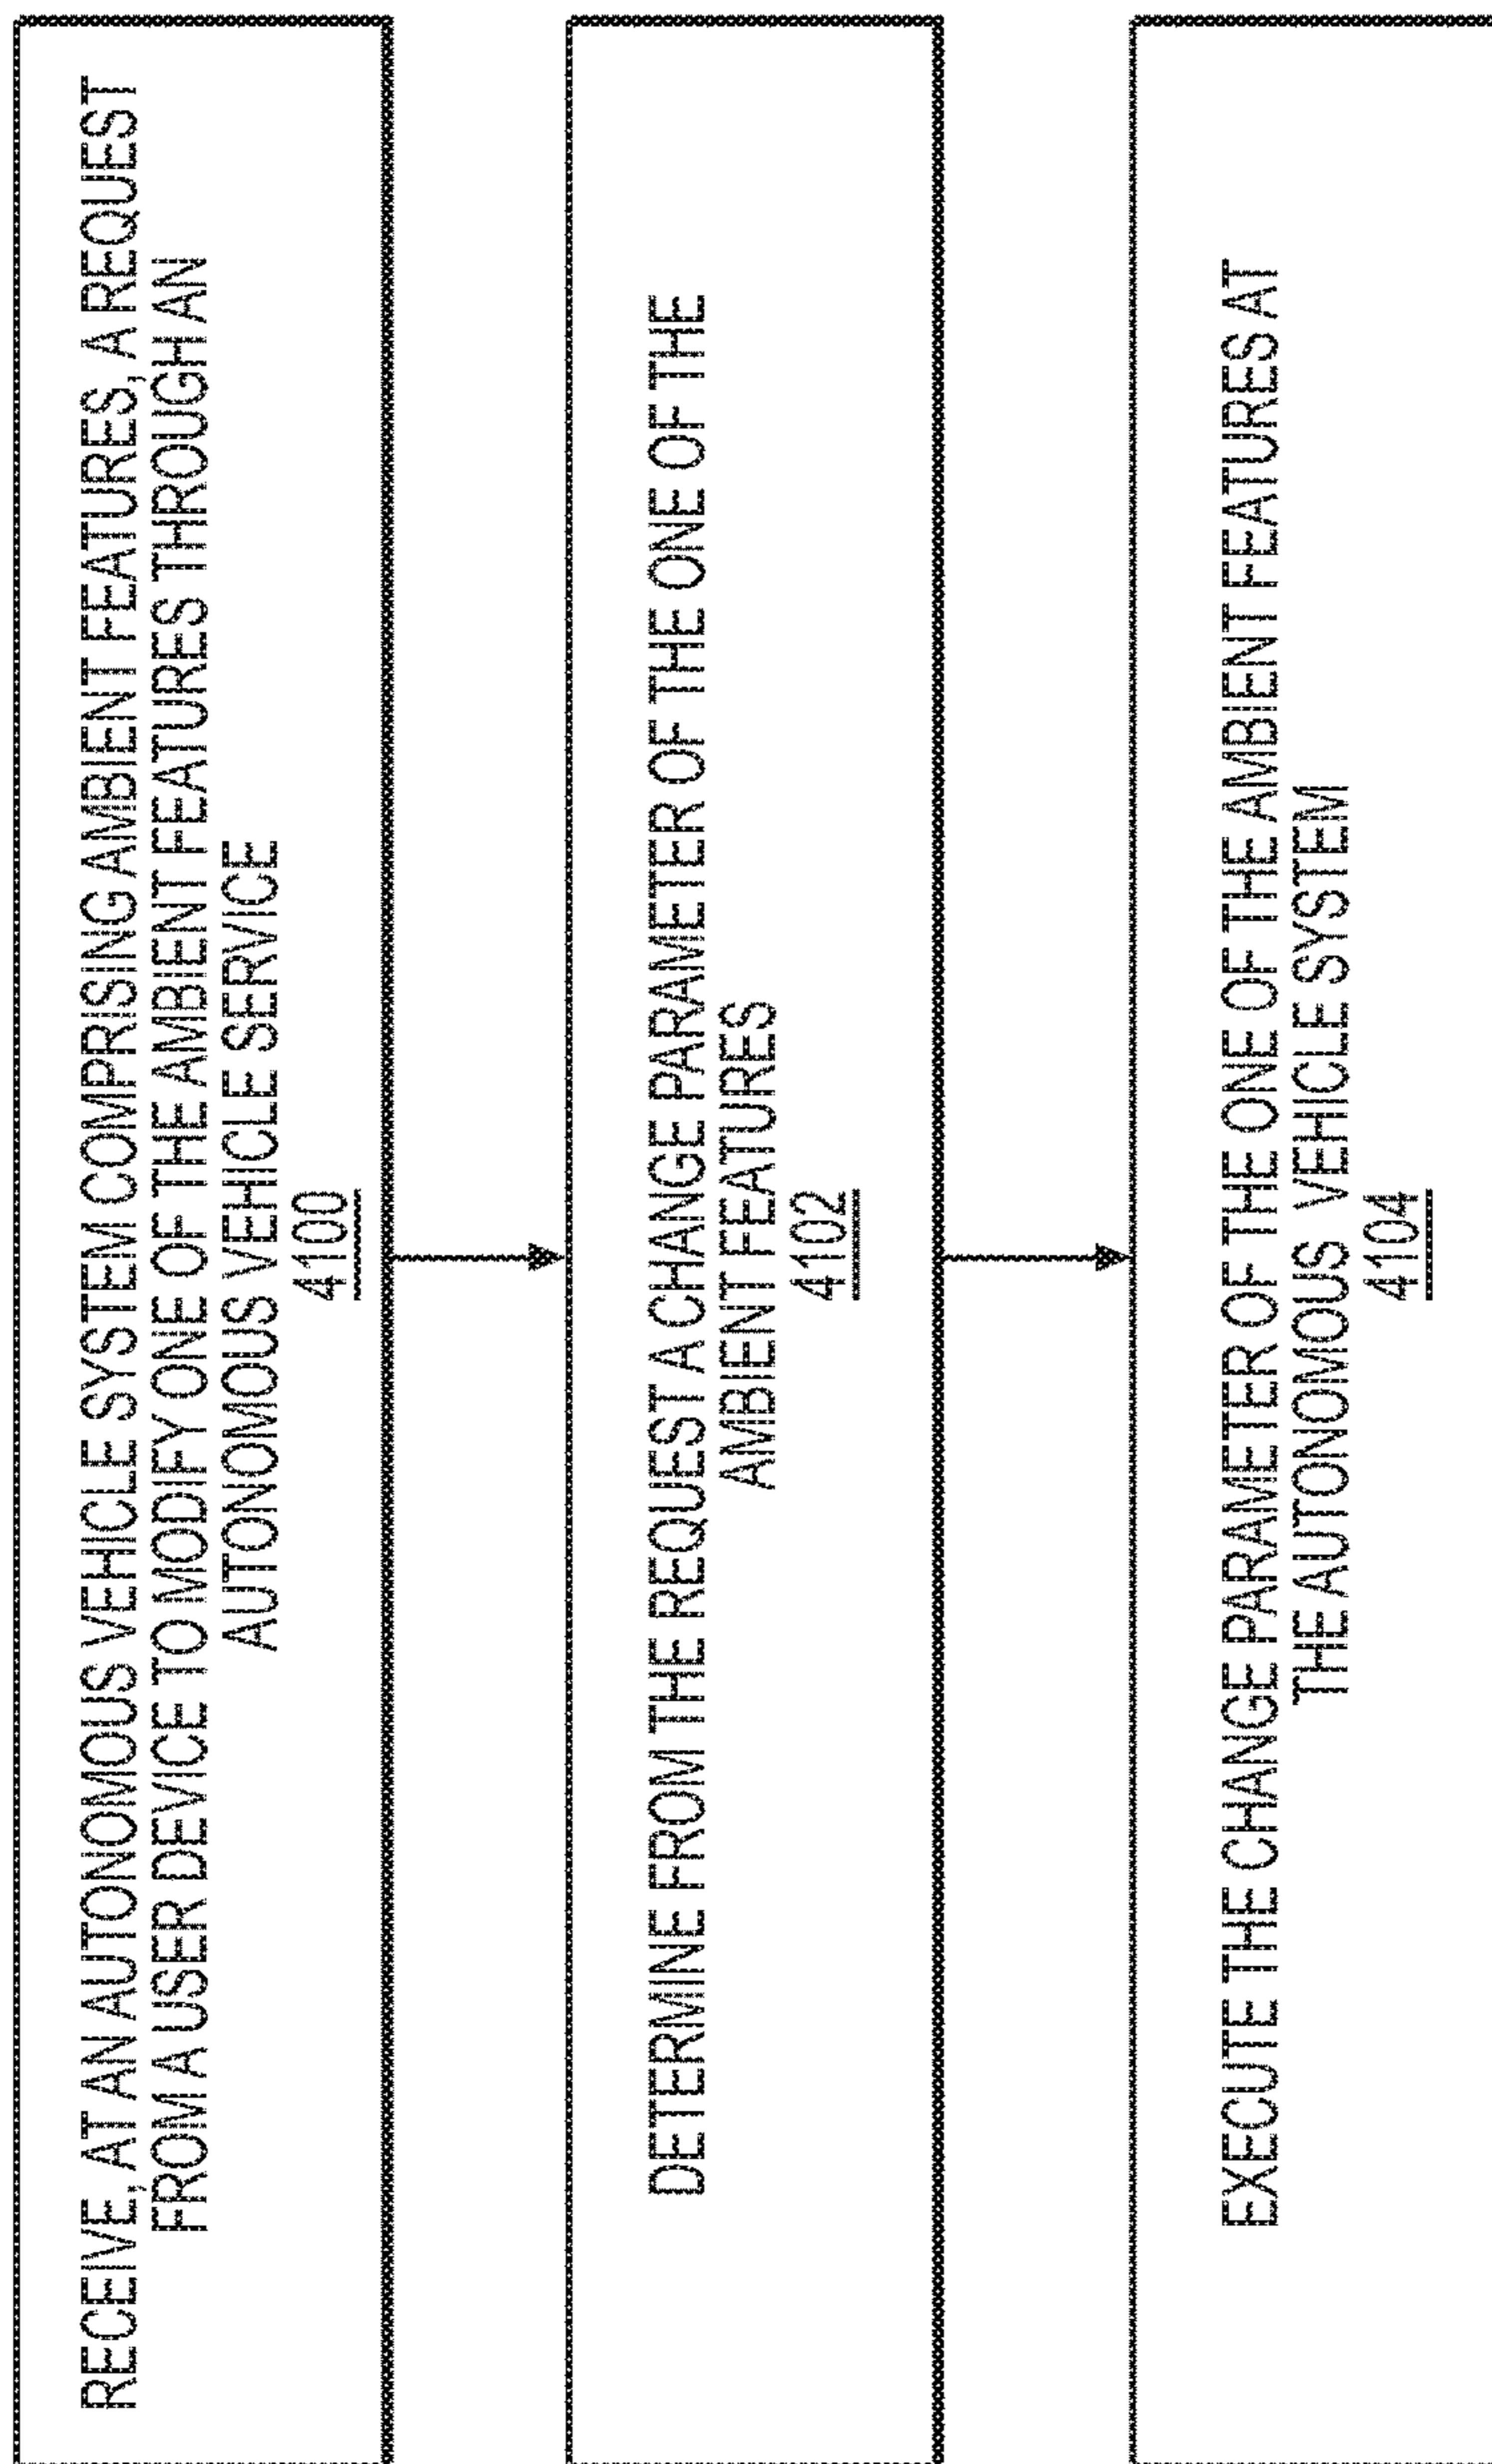 RECEIVE, AT AN AUTONOMOUS VEHICLE SYSTEM COMPRISING AMBIENT FEATURES, A REQUEST
FROM A USER DEVICE TO MODIFY ONE OF THE AMBIENT FEATURES THROUGH AN
AUTONOMOUS VEHICLE SERVICE
4100
DETERMINE FROM THE REQUEST A CHANGE PARAMETER OF THE ONE OF THE
AMBIENT FEATURES
4102
EXECUTE THE CHANGE PARAMETER OF THE ONE OF THE AMBIENT FEATURES AT
THE AUTONOMOUS VEHICLE SYSTEM
4104